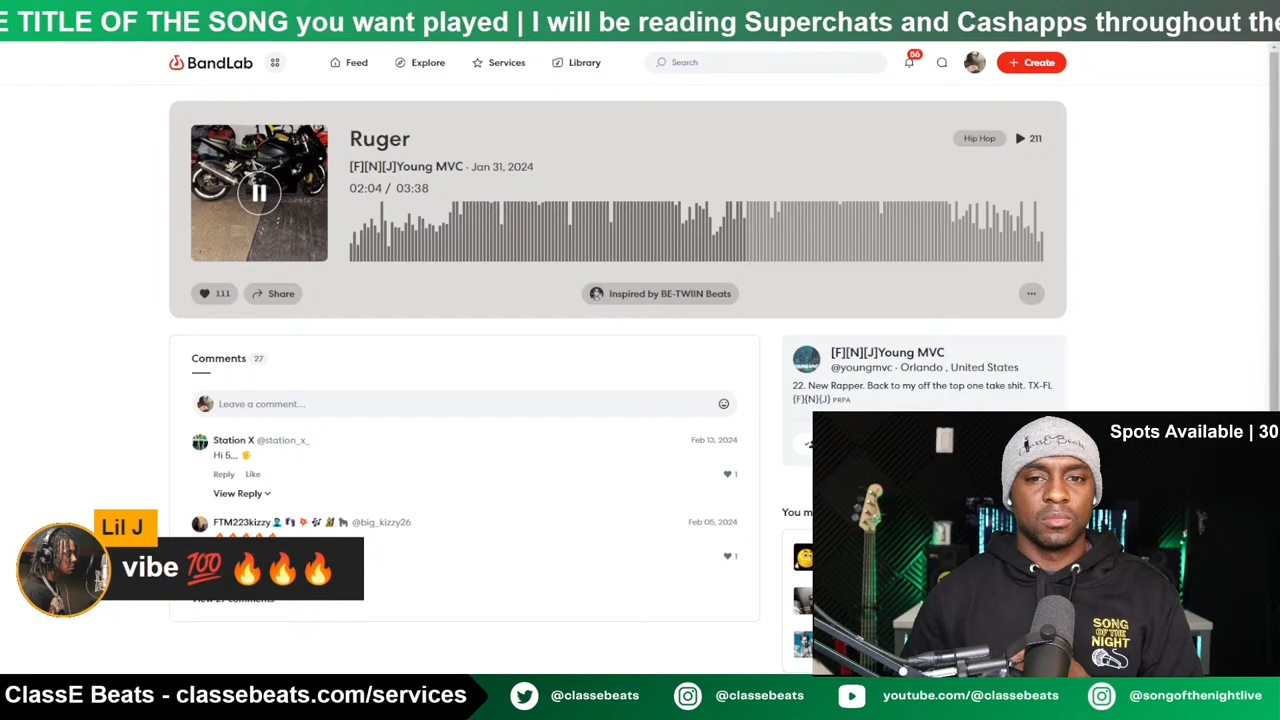 E TITLE OF THE SONG you want played | I will be reading Superchats and Cashapps throughout the
BandLab
Feed
Explore
Services
Library
Search
56
+ Create
Ruger
[F][N][J]Young MVC · Jan 31, 2024
02:04 / 03:38
Hip Hop
211
111
Share
Inspired by BE-TWIIN Beats
Comments 27
Leave a comment...
Station X @station_x_
Feb 13, 2024
Hi 5... 🖐
Reply Like
1
View Reply
FTM223kizzy @big_kizzy26
Feb 05, 2024
1
[F][N][J]Young MVC
@youngmvc · Orlando , United States
22. New Rapper. Back to my off the top one take shit. TX-FL
{F}{N}{J} PRPA
You m
Lil J
vibe 💯 🔥🔥🔥
Spots Available | 30
ClassE Beats
SONG
OF THE
NIGHT
ClassE Beats - classebeats.com/services
@classebeats
@classebeats
youtube.com/@classebeats
@songofthenightlive